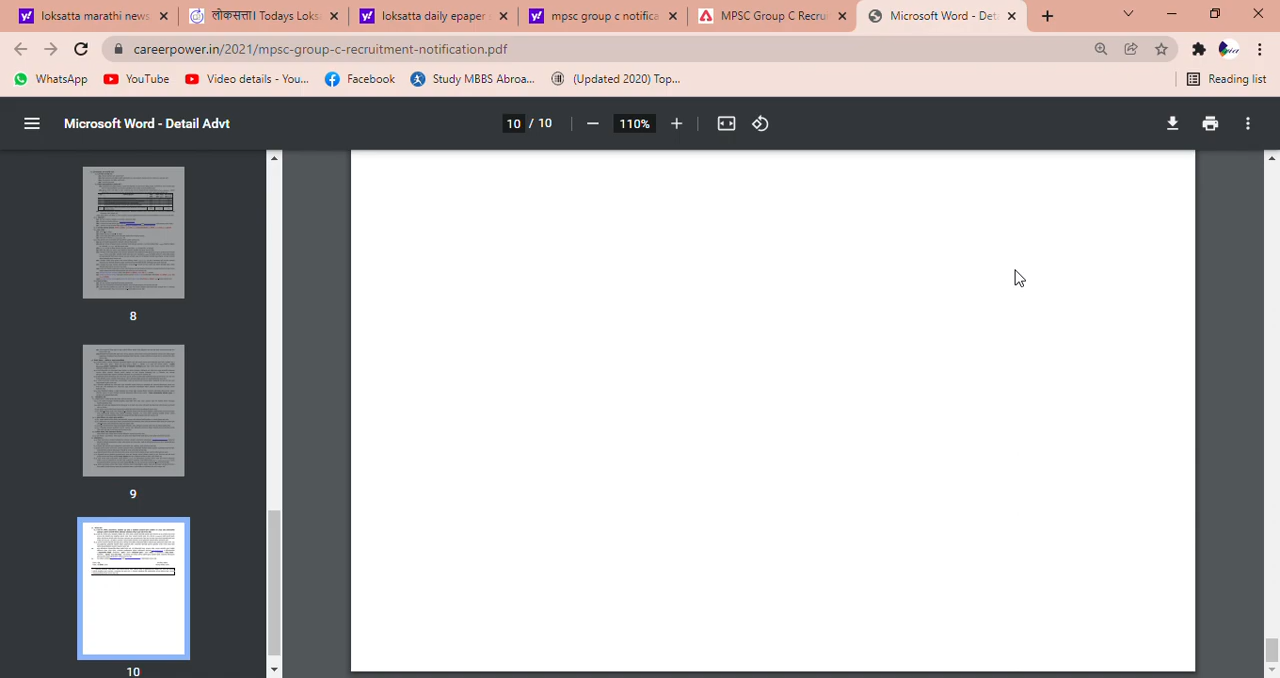 loksatta marathi news
लोकसत्ता। Todays Loks
loksatta daily epaper
mpsc group c notifica
MPSC Group C Recru
Microsoft Word - Det
careerpower.in/2021/mpsc-group-c-recruitment-notification.pdf
WhatsApp YouTube Video details - You... Facebook Study MBBS Abroa... (Updated 2020) Top... Reading list
Microsoft Word - Detail Advt 10 / 10 110%
8
9
10